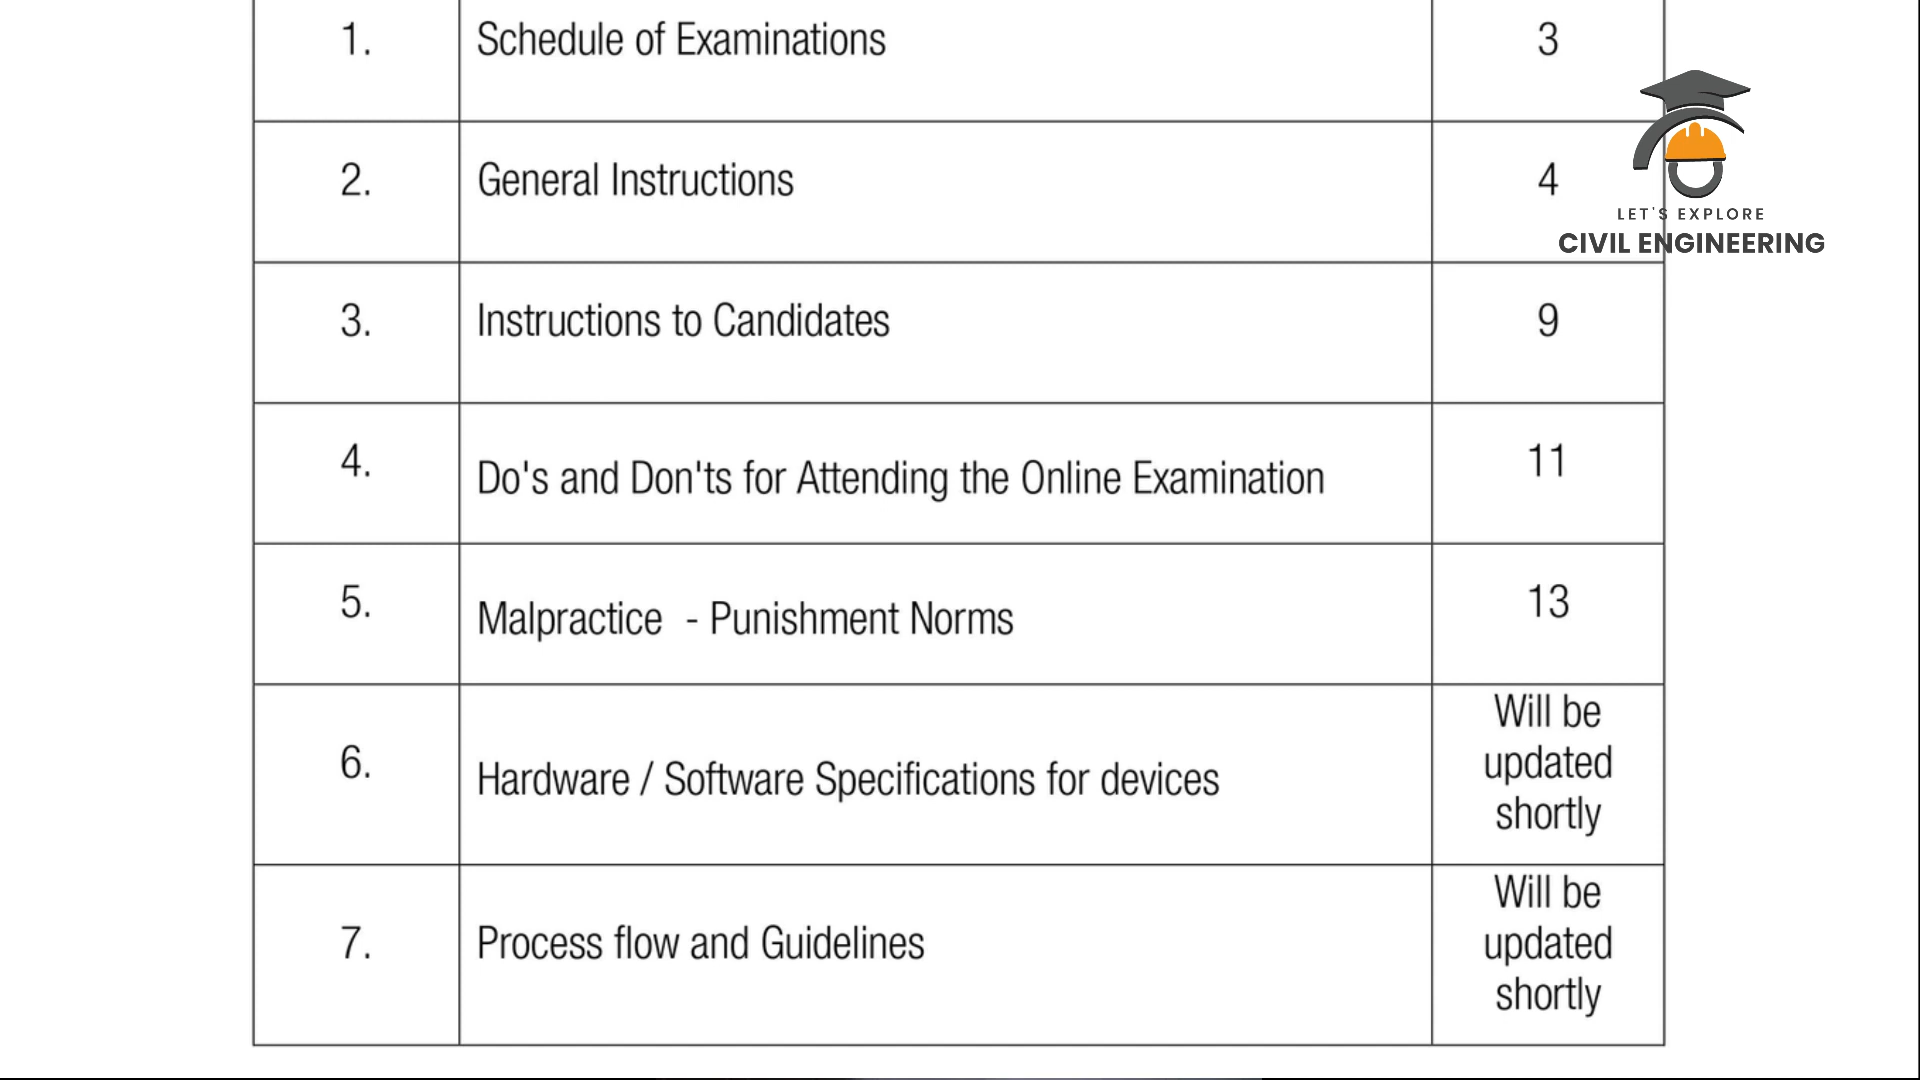 1. Schedule of Examinations 3
2. General Instructions 4
LET'S EXPLORE
CIVIL ENGINEERING
3. Instructions to Candidates 9
4. Do's and Don'ts for Attending the Online Examination 11
5. Malpractice - Punishment Norms 13
6. Hardware / Software Specifications for devices
Will be
updated
shortly
7. Process flow and Guidelines
Will be
updated
shortly